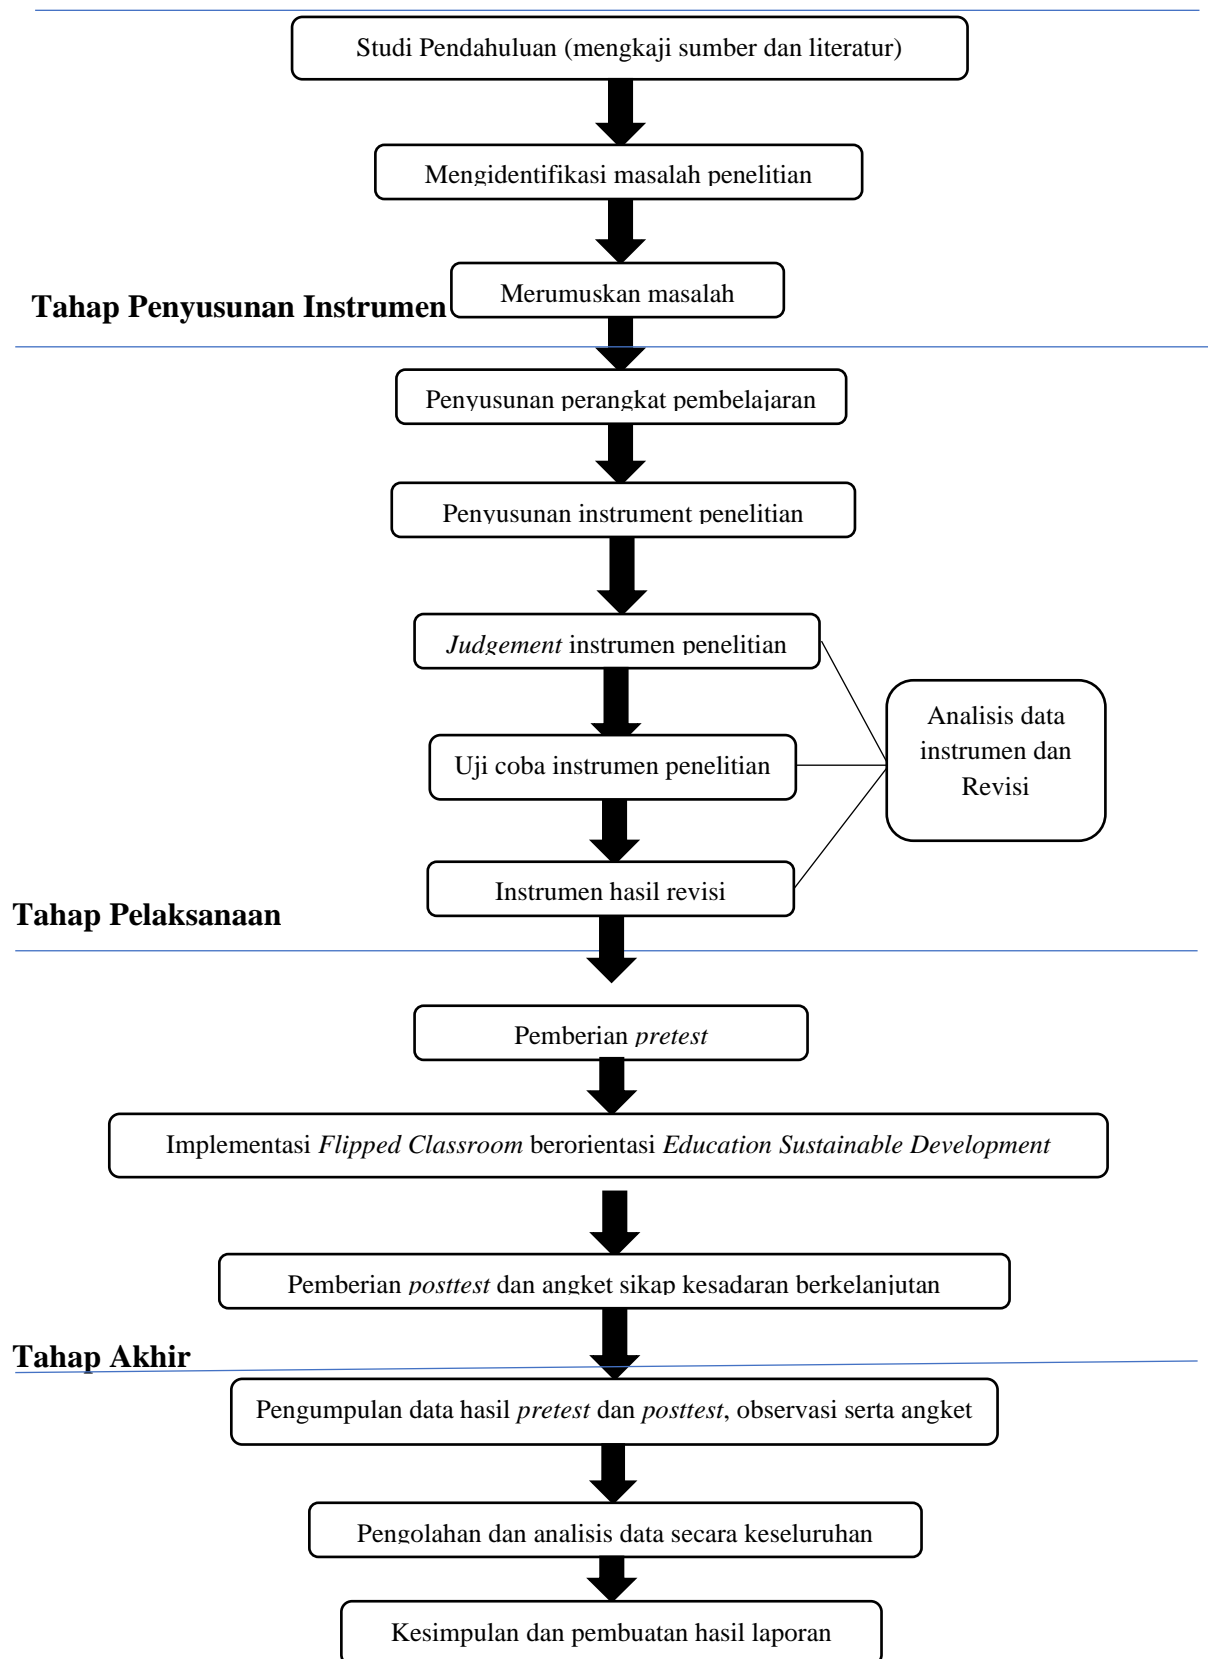 Studi Pendahuluan (mengkaji sumber dan literatur)
Mengidentifikasi masalah penelitian
Merumuskan masalah
Tahap Penyusunan Instrumen
Penyusunan perangkat pembelajaran
Penyusunan instrument penelitian
Judgement instrumen penelitian
Analisis data
instrumen dan
Revisi
Uji coba instrumen penelitian
Instrumen hasil revisi
Tahap Pelaksanaan
Pemberian pretest
Implementasi Flipped Classroom berorientasi Education Sustainable Development
Pemberian posttest dan angket sikap kesadaran berkelanjutan
Tahap Akhir
Pengumpulan data hasil pretest dan posttest, observasi serta angket
Pengolahan dan analisis data secara keseluruhan
Kesimpulan dan pembuatan hasil laporan